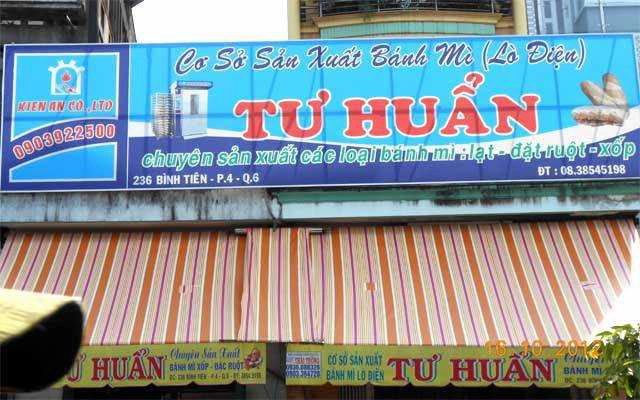 Cơ Sở Sản Xuất Bánh Mì (Lò Điện)
TƯ HUẨN
chuyên sản xuất các loại bánh mì : lạt - đặt ruột - xốp
236 BÌNH TIÊN - P.4 - Q.6
ĐT : 08.38545198
KIEN AN CO.,LTD
0903922500
TƯ HUẨN
Chuyên Sản Xuất
BÁNH MÌ XỐP - ĐẶC RUỘT
CƠ SỞ SẢN XUẤT
BÁNH MÌ LÒ ĐIỆN
TƯ HUẨN
Chuyên
BÁNH MÌ
16 10 2012